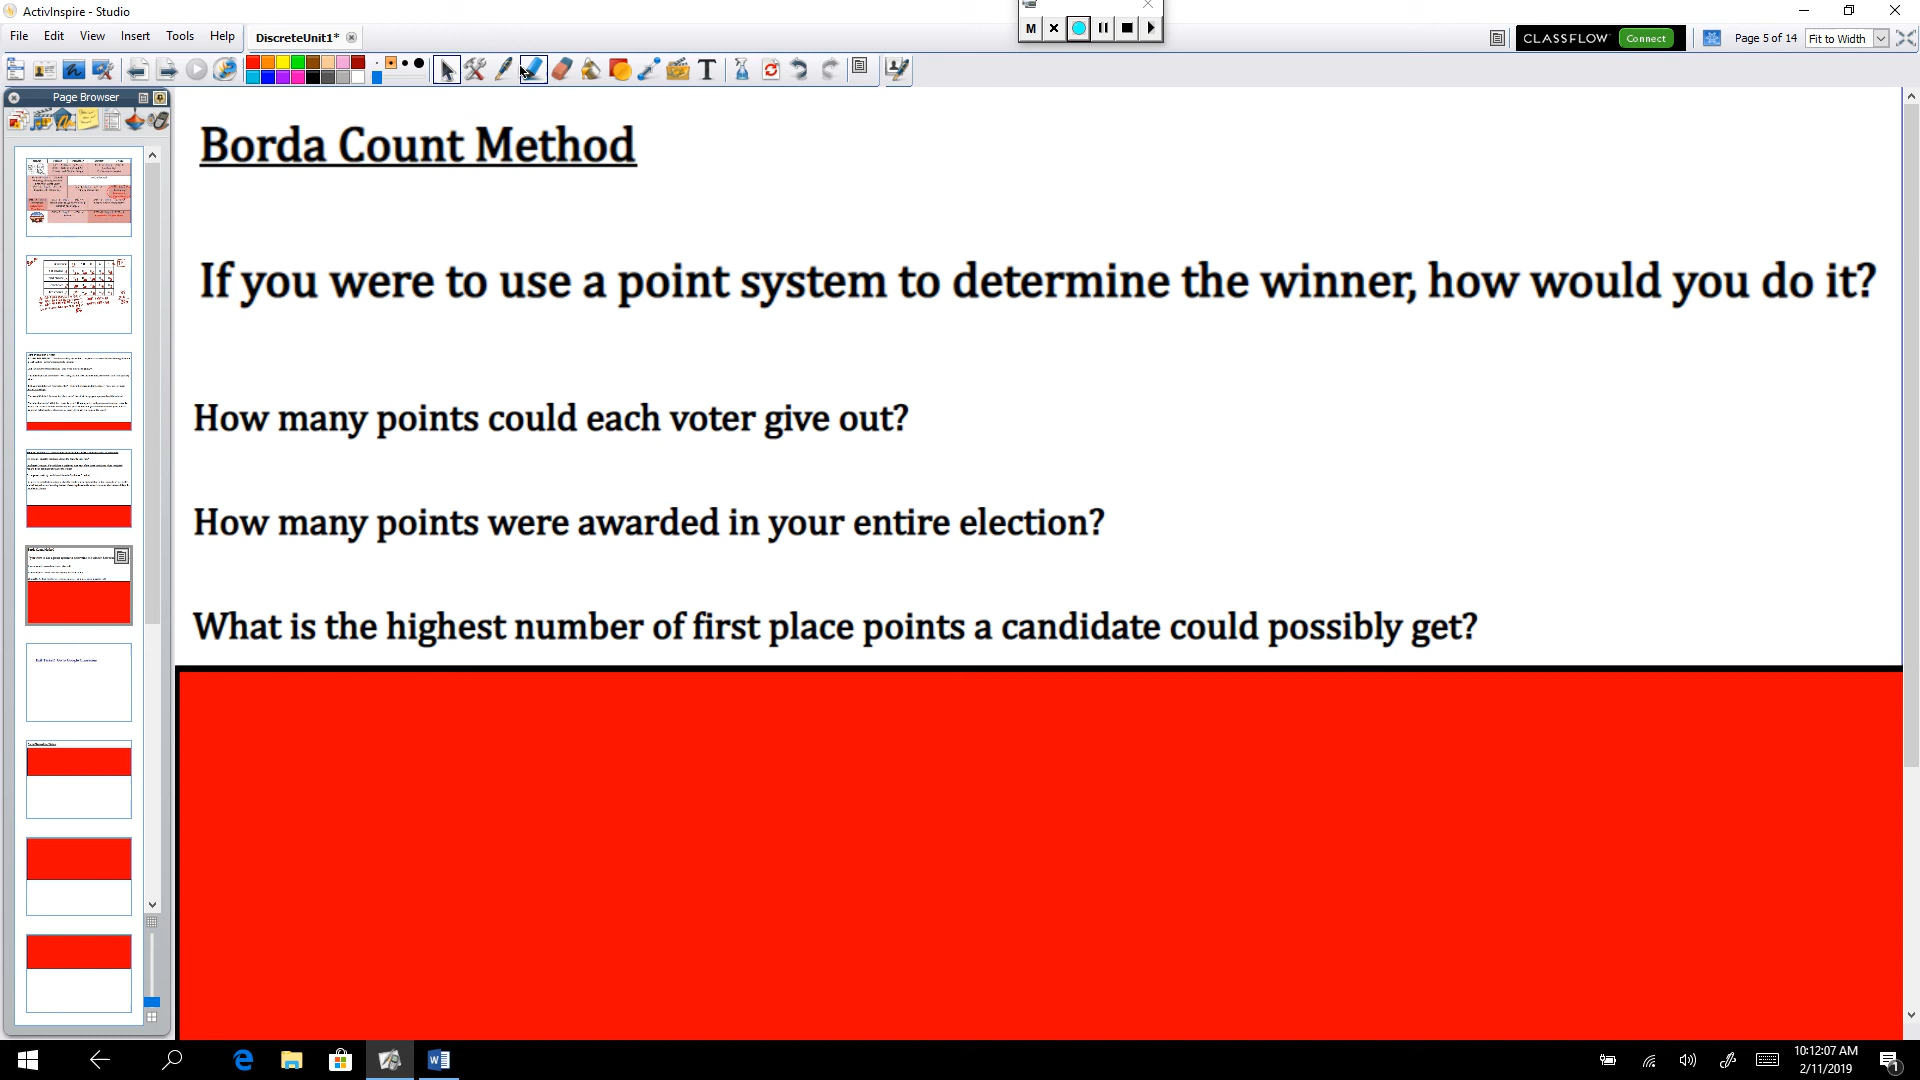 ActivInspire - Studio
File Edit View Insert Tools Help
DiscreteUnit1*
M
CLASSFLOW Connect
Page 5 of 14 Fit to Width
Page Browser
Borda Count Method
If you were to use a point system to determine the winner, how would you do it?
How many points could each voter give out?
How many points were awarded in your entire election?
What is the highest number of first place points a candidate could possibly get?
10:12:07 AM
2/11/2019
1